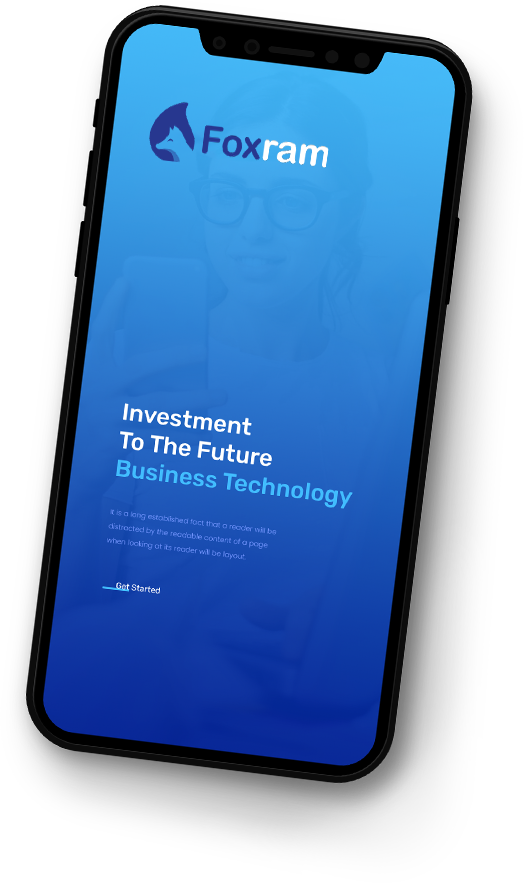 Foxram
Investment
To The Future
Business Technology
It is a long established fact that a reader will be
distracted by the readable content of a page
when looking at its reader will be layout.
Get Started